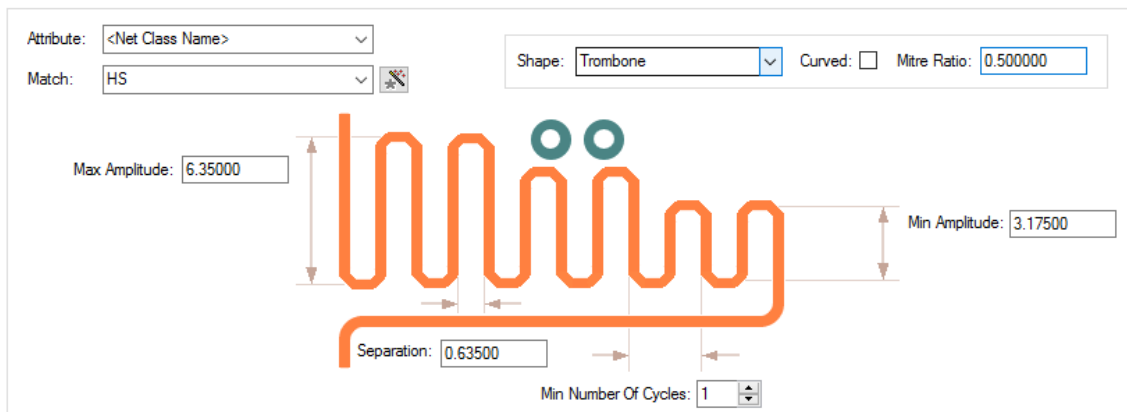 Attribute: <Net Class Name>
Match: HS
Shape: Trombone Curved: Mitre Ratio: 0.500000
Max Amplitude: 6.35000
Min Amplitude: 3.17500
Separation: 0.63500
Min Number Of Cycles: 1